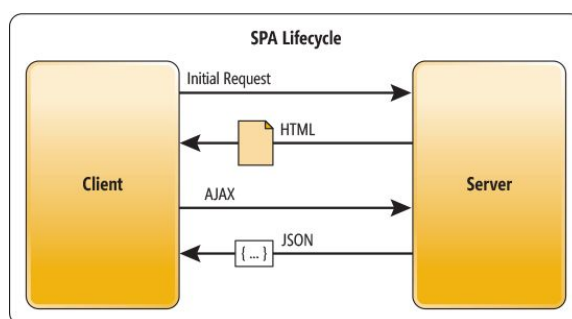 SPA Lifecycle
Initial Request
HTML
Client
Server
AJAX
JSON
{ ... }